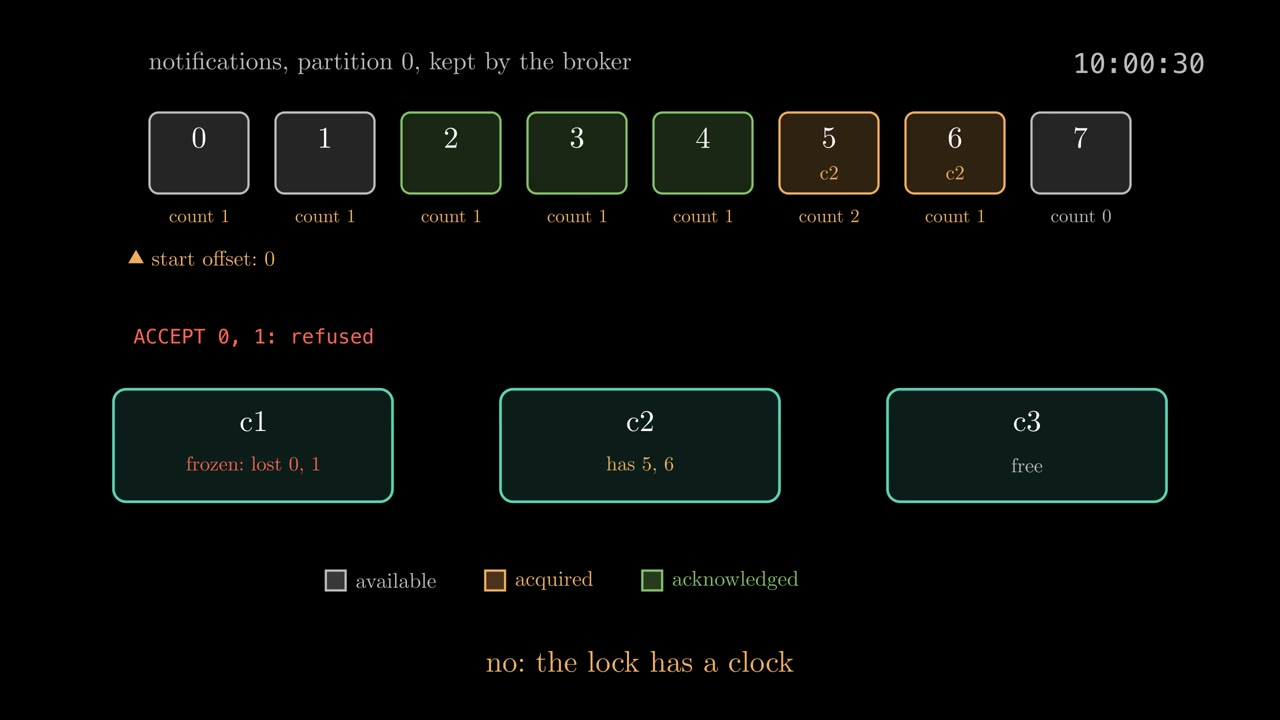 notifications, partition 0, kept by the broker
10:00:30
0 1 2 3 4 5 6 7
c2 c2
count 1 count 1 count 1 count 1 count 1 count 2 count 1 count 0
start offset: 0
ACCEPT 0, 1: refused
c1 c2 c3
frozen: lost 0, 1 has 5, 6 free
available acquired acknowledged
no: the lock has a clock